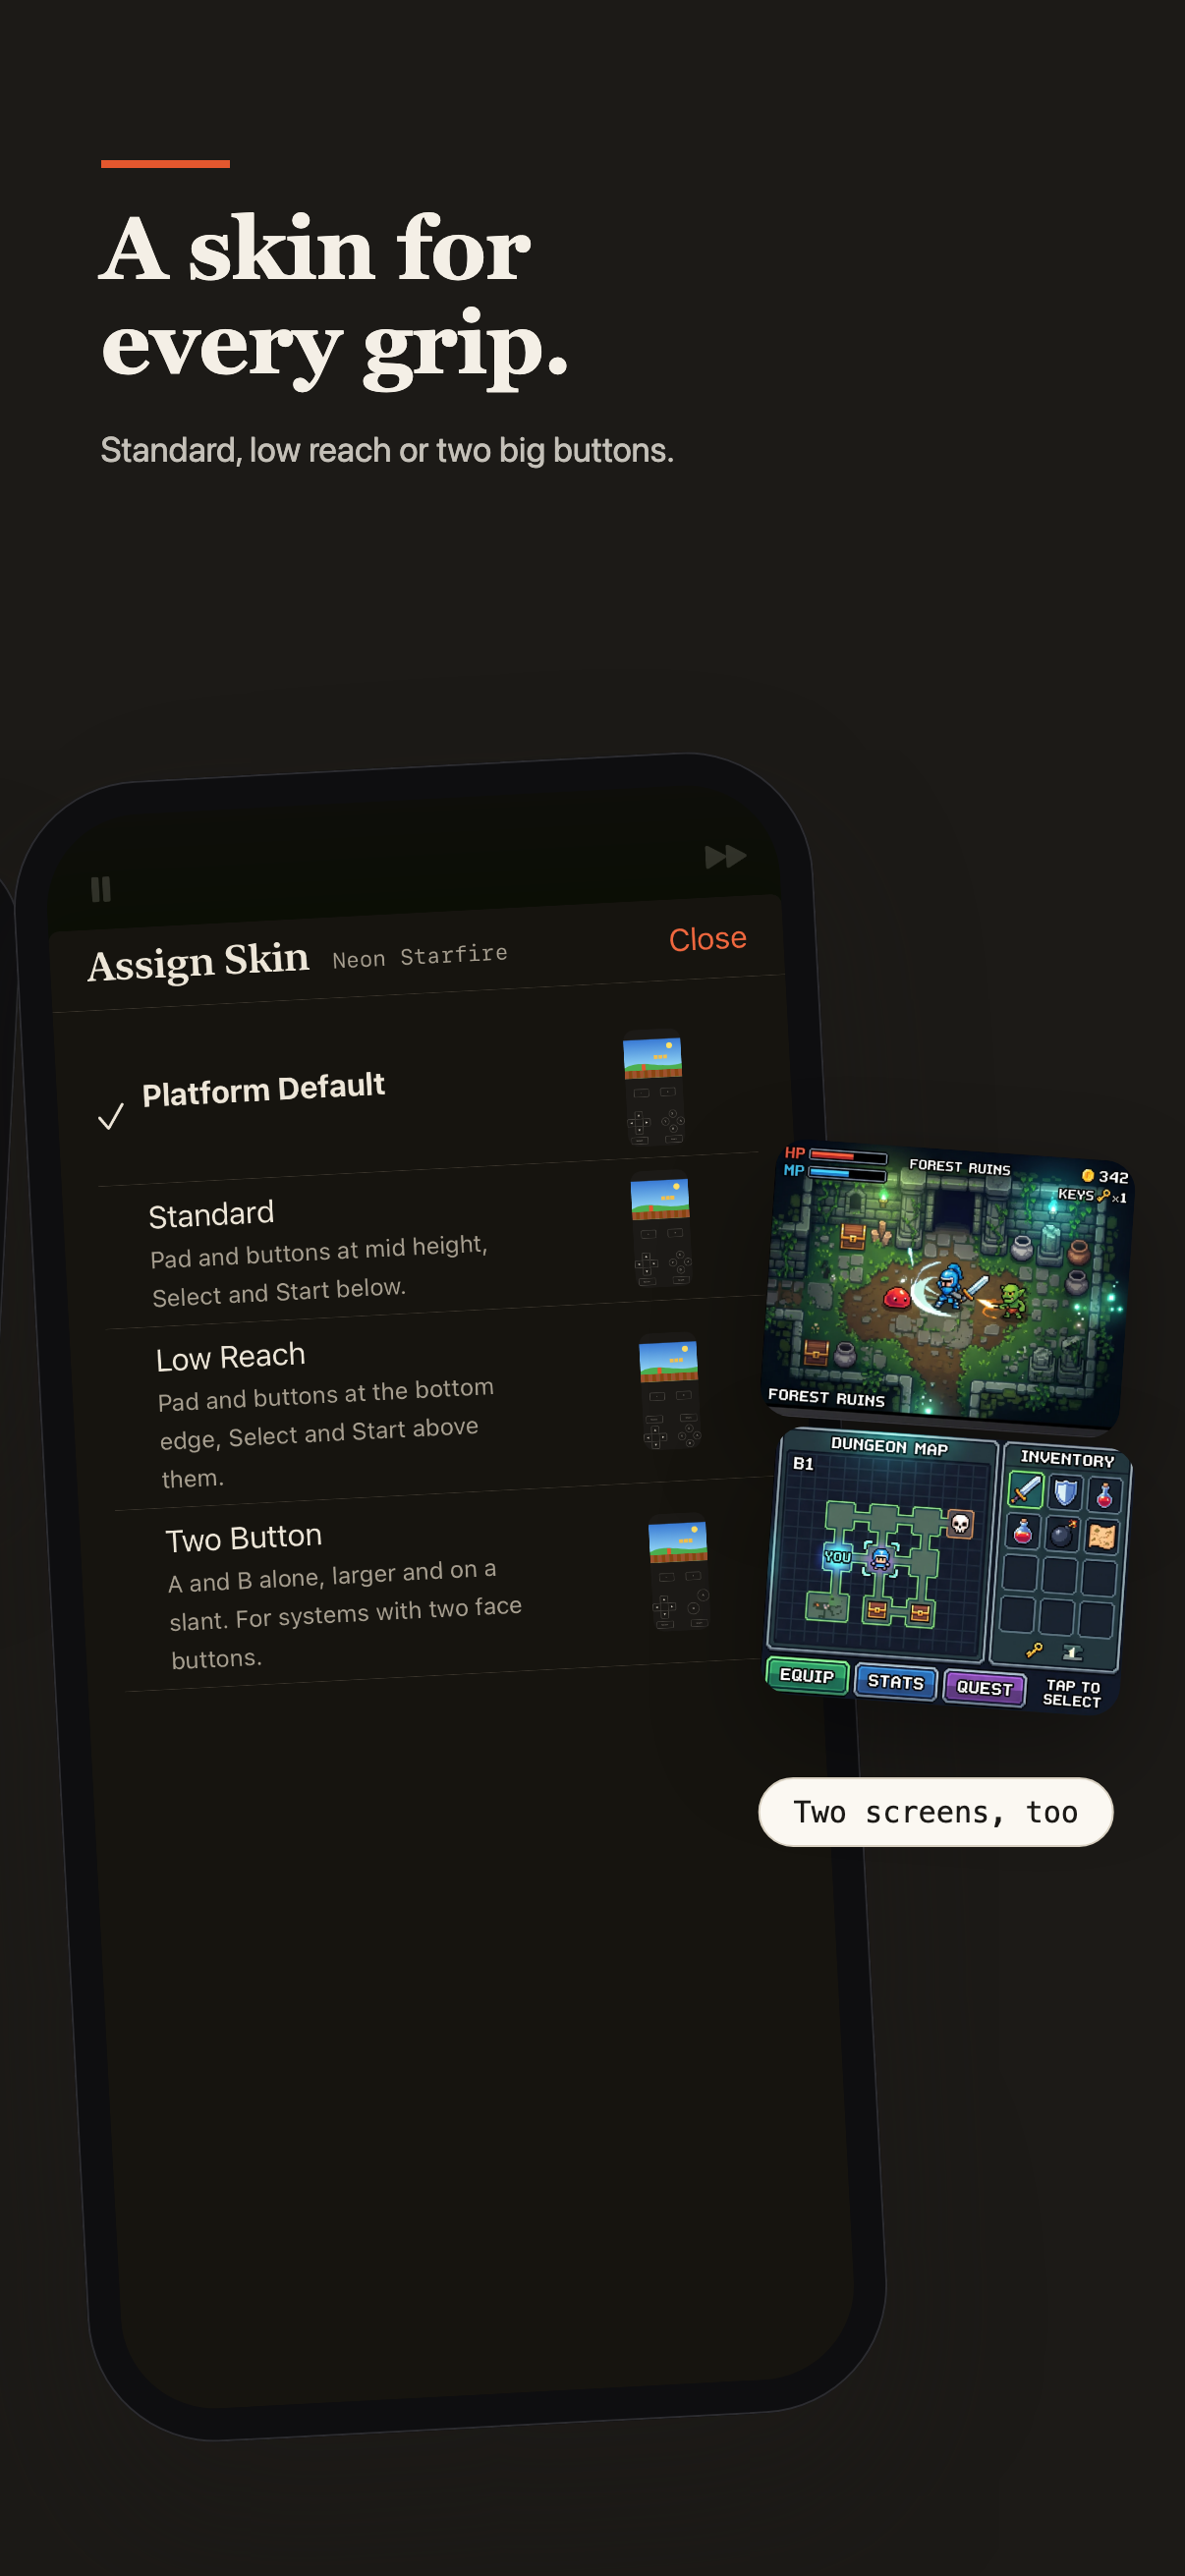 A skin for
every grip.
Standard, low reach or two big buttons.
Assign Skin Neon Starfire Close
Platform Default
Standard
Pad and buttons at mid height,
Select and Start below.
Low Reach
Pad and buttons at the bottom
edge, Select and Start above
them.
Two Button
A and B alone, larger and on a
slant. For systems with two face
buttons.
HP
MP
FOREST RUINS
342
KEYS x1
FOREST RUINS
DUNGEON MAP
B1
YOU
INVENTORY
EQUIP
STATS
QUEST
TAP TO
SELECT
Two screens, too